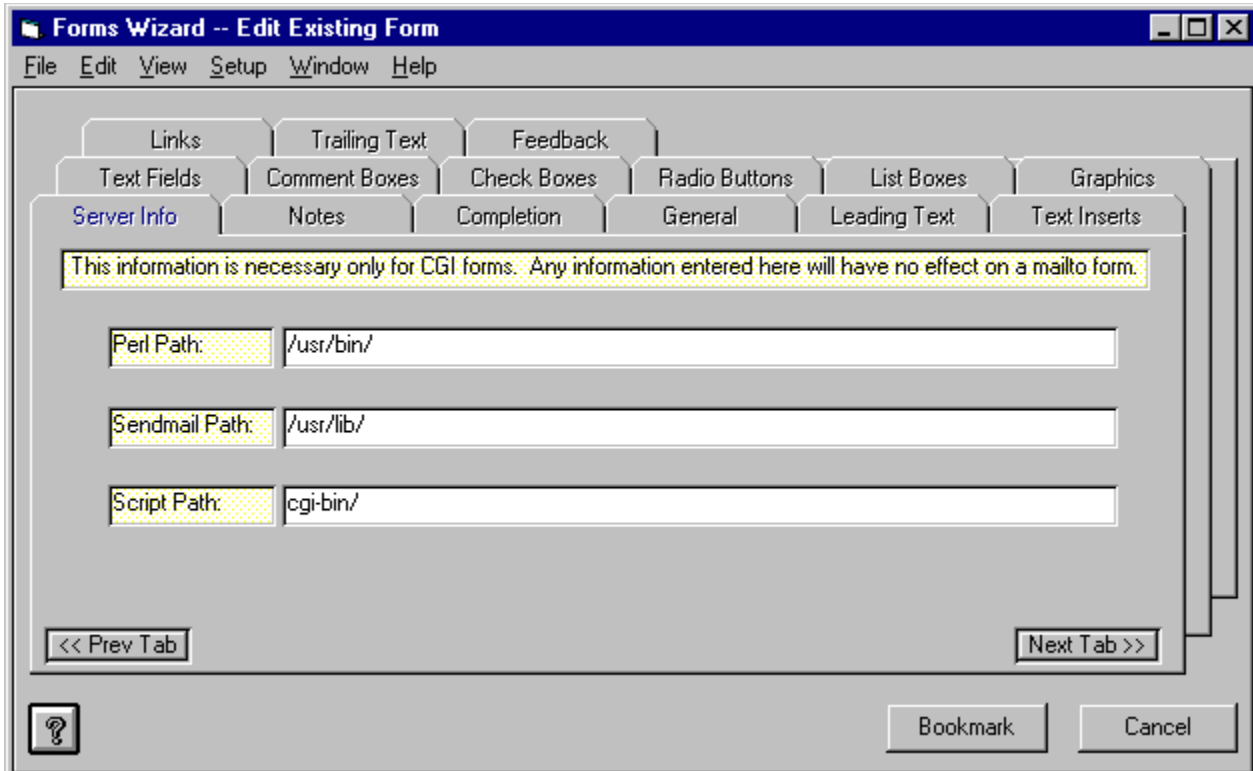 Forms Wizard -- Edit Existing Form
File Edit View Setup Window Help
Links Trailing Text Feedback
Text Fields Comment Boxes Check Boxes Radio Buttons List Boxes Graphics
Server Info Notes Completion General Leading Text Text Inserts
This information is necessary only for CGI forms.  Any information entered here will have no effect on a mailto form.
Perl Path: /usr/bin/
Sendmail Path: /usr/lib/
Script Path: cgi-bin/
<< Prev Tab Next Tab >>
? Bookmark Cancel